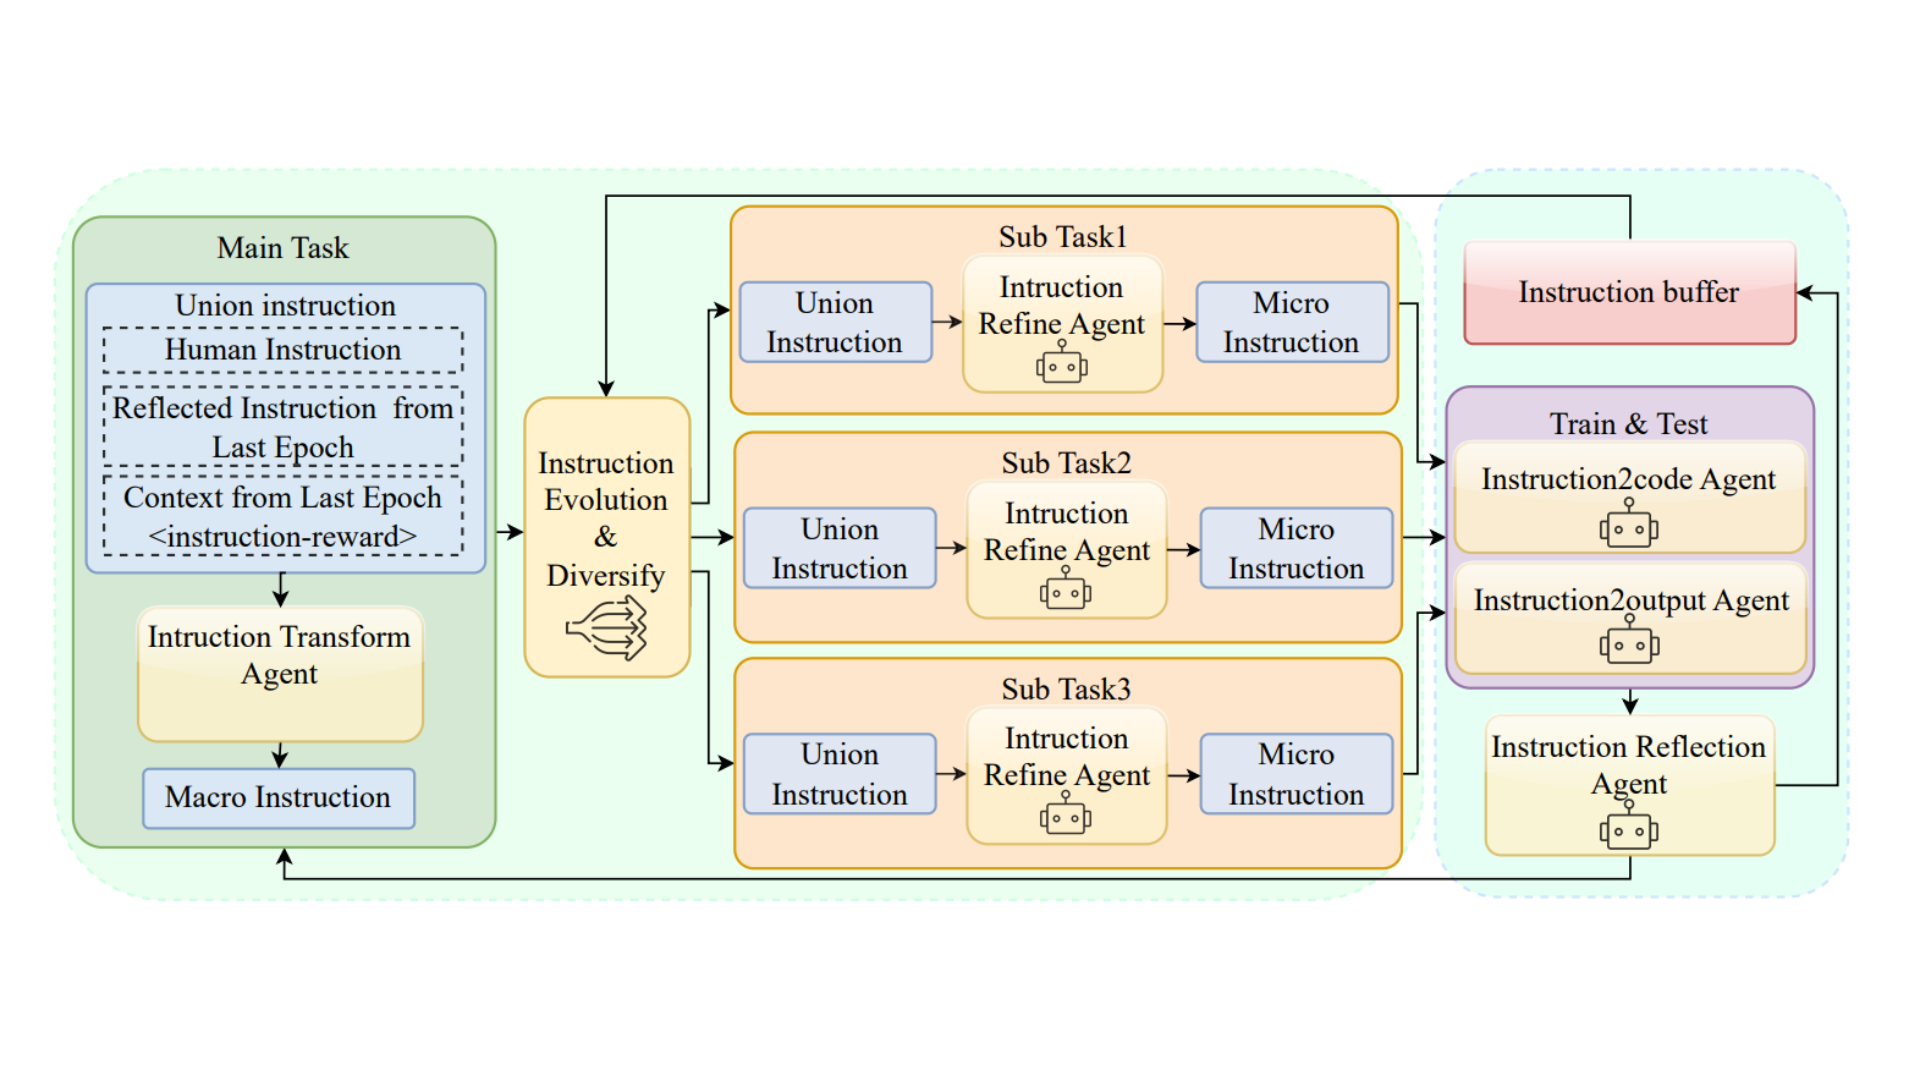 Main Task
Union instruction
Human Instruction
Reflected Instruction from
Last Epoch
Context from Last Epoch
<instruction-reward>
Intruction Transform
Agent
Macro Instruction
Instruction
Evolution
&
Diversify
Sub Task1
Union
Instruction
Intruction
Refine Agent
Micro
Instruction
Sub Task2
Union
Instruction
Intruction
Refine Agent
Micro
Instruction
Sub Task3
Union
Instruction
Intruction
Refine Agent
Micro
Instruction
Instruction buffer
Train & Test
Instruction2code Agent
Instruction2output Agent
Instruction Reflection
Agent